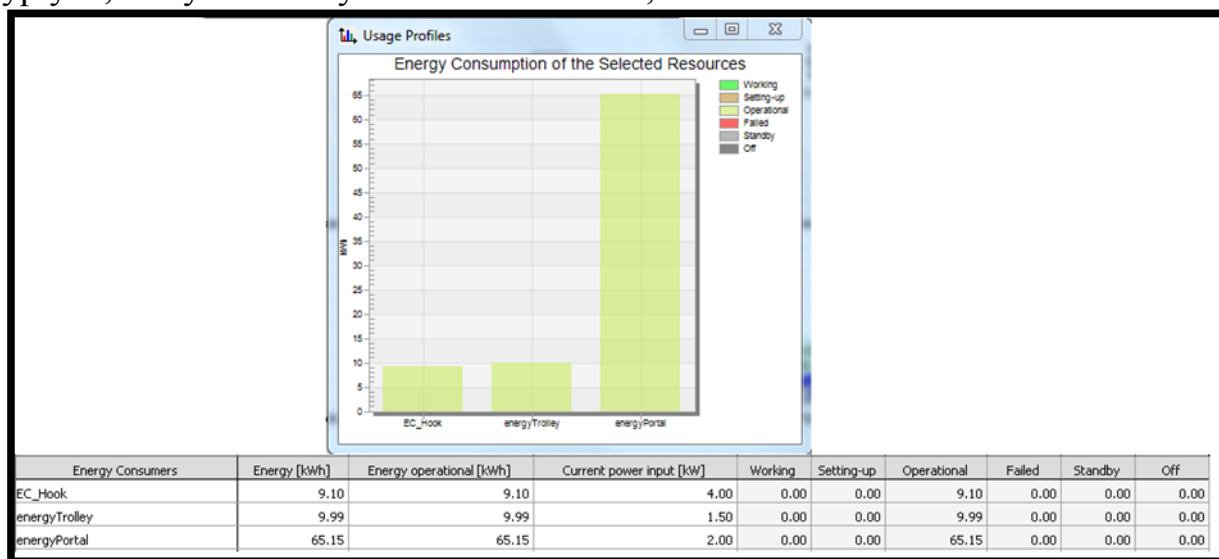 Usage Profiles
Energy Consumption of the Selected Resources
Working
Setting-up
Operational
Failed
Standby
Off
65
60
55
50
45
40
35
30
25
20
15
10
5
0
kWh
EC_Hook energyTrolley energyPortal
Energy Consumers Energy [kWh] Energy operational [kWh] Current power input [kW] Working Setting-up Operational Failed Standby Off
EC_Hook 9.10 9.10 4.00 0.00 0.00 9.10 0.00 0.00 0.00
energyTrolley 9.99 9.99 1.50 0.00 0.00 9.99 0.00 0.00 0.00
energyPortal 65.15 65.15 2.00 0.00 0.00 65.15 0.00 0.00 0.00